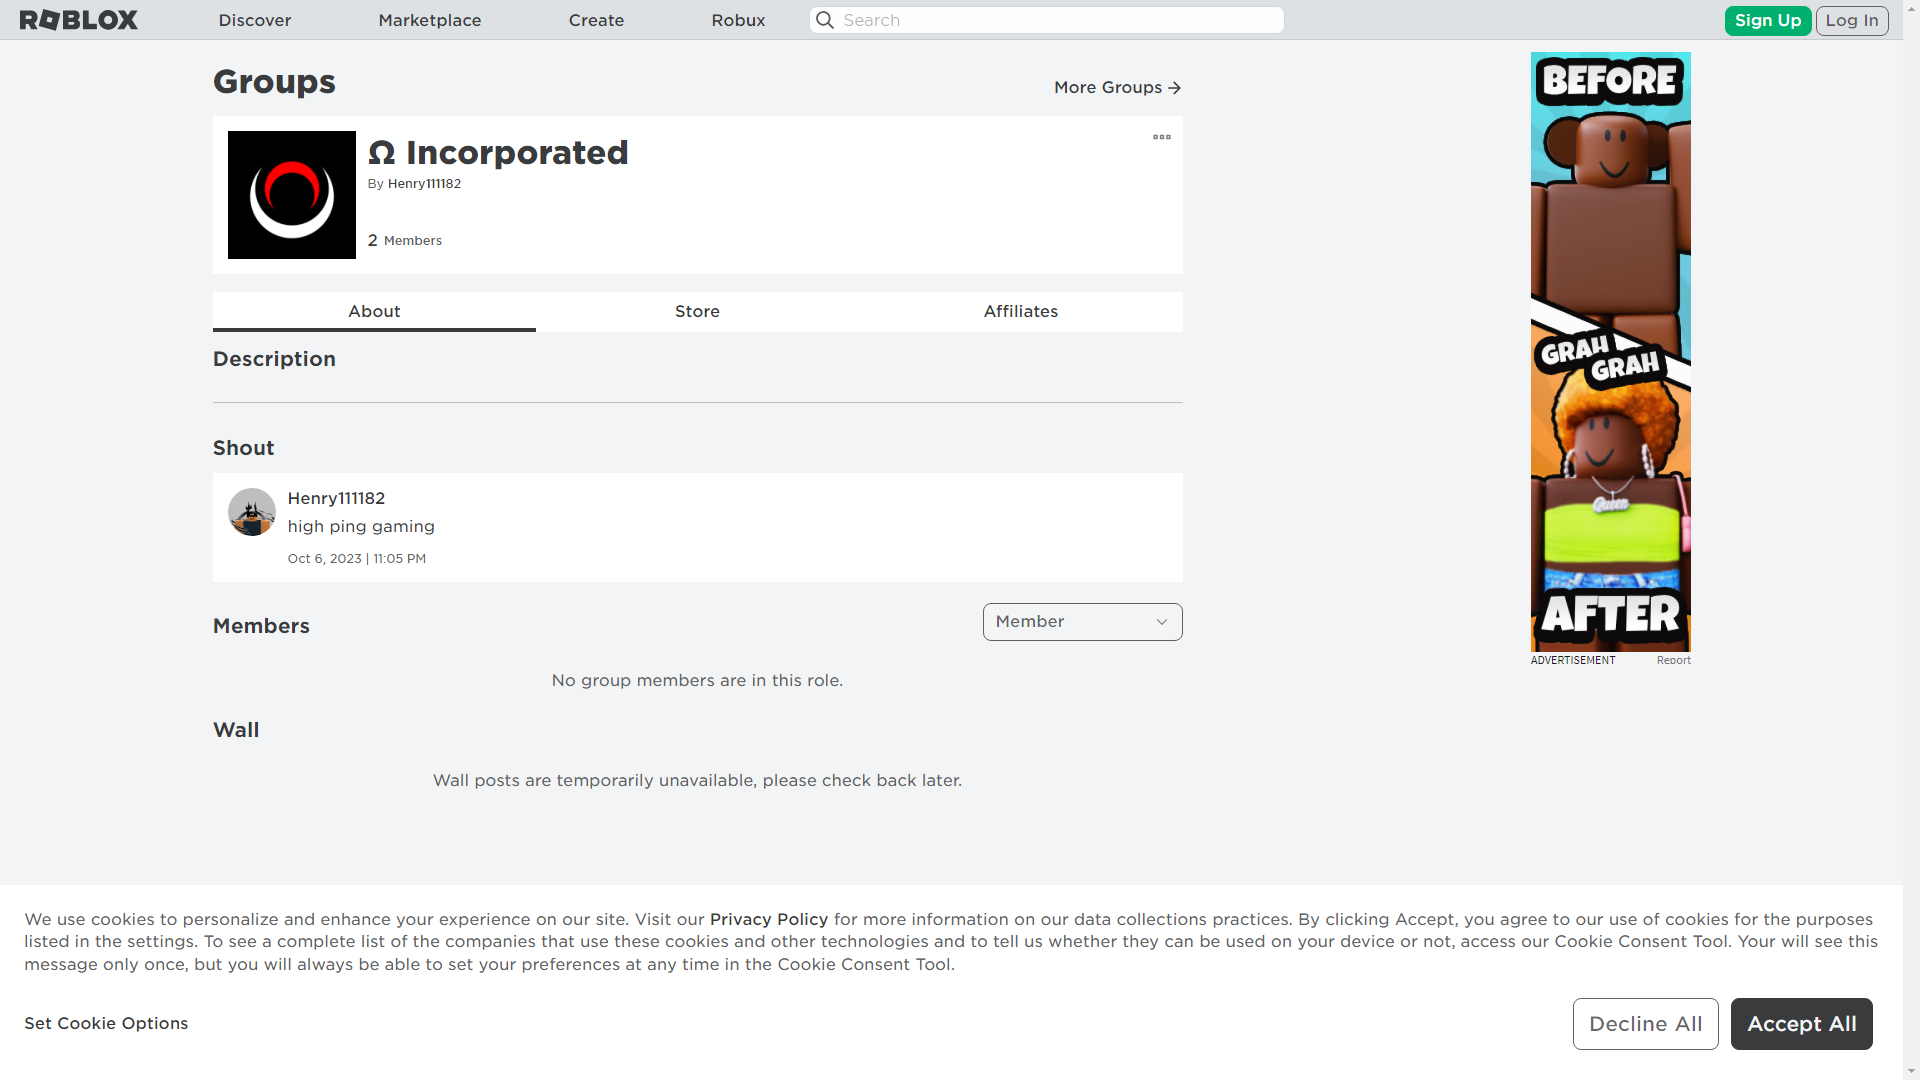 ROBLOX
Discover
Marketplace
Create
Robux
Search
Sign Up
Log In
Groups
More Groups
Ω Incorporated
By Henry111182
2 Members
About
Store
Affiliates
Description
Shout
Henry111182
high ping gaming
Oct 6, 2023 | 11:05 PM
Members
Member
No group members are in this role.
Wall
Wall posts are temporarily unavailable, please check back later.
BEFORE
GRAH
GRAH
Queen
AFTER
ADVERTISEMENT
Report
We use cookies to personalize and enhance your experience on our site. Visit our Privacy Policy for more information on our data collections practices. By clicking Accept, you agree to our use of cookies for the purposes
listed in the settings. To see a complete list of the companies that use these cookies and other technologies and to tell us whether they can be used on your device or not, access our Cookie Consent Tool. Your will see this
message only once, but you will always be able to set your preferences at any time in the Cookie Consent Tool.
Set Cookie Options
Decline All
Accept All